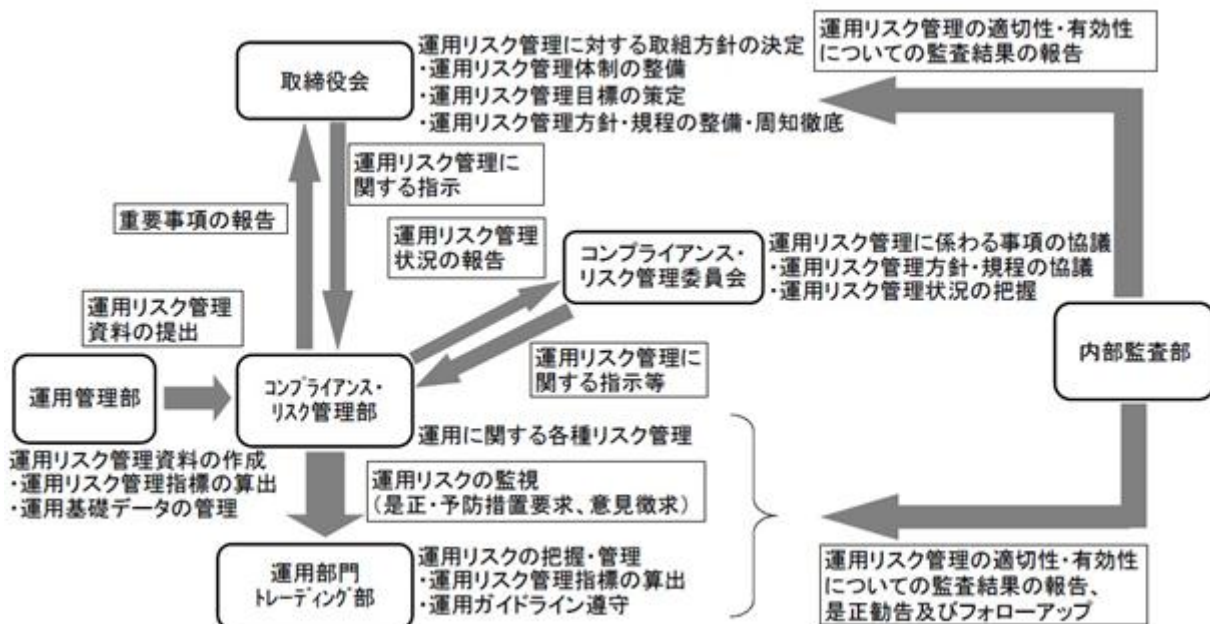 運用リスク管理に対する取組方針の決定
・運用リスク管理体制の整備
・運用リスク管理目標の策定
・運用リスク管理方針・規程の整備・周知徹底
取締役会
運用リスク管理の適切性・有効性
についての監査結果の報告
運用リスク管理に
関する指示
重要事項の報告
運用リスク管理
状況の報告
コンプライアンス・
リスク管理委員会
運用リスク管理に係わる事項の協議
・運用リスク管理方針・規程の協議
・運用リスク管理状況の把握
運用リスク管理
資料の提出
運用リスク管理に
関する指示等
内部監査部
運用管理部
コンプライアンス・
リスク管理部
運用に関する各種リスク管理
運用リスク管理資料の作成
・運用リスク管理指標の算出
・運用基礎データの管理
運用リスクの監視
(是正・予防措置要求、意見徴求)
運用部門
トレーディング部
運用リスクの把握・管理
・運用リスク管理指標の算出
・運用ガイドライン遵守
運用リスク管理の適切性・有効性
についての監査結果の報告、
是正勧告及びフォローアップ